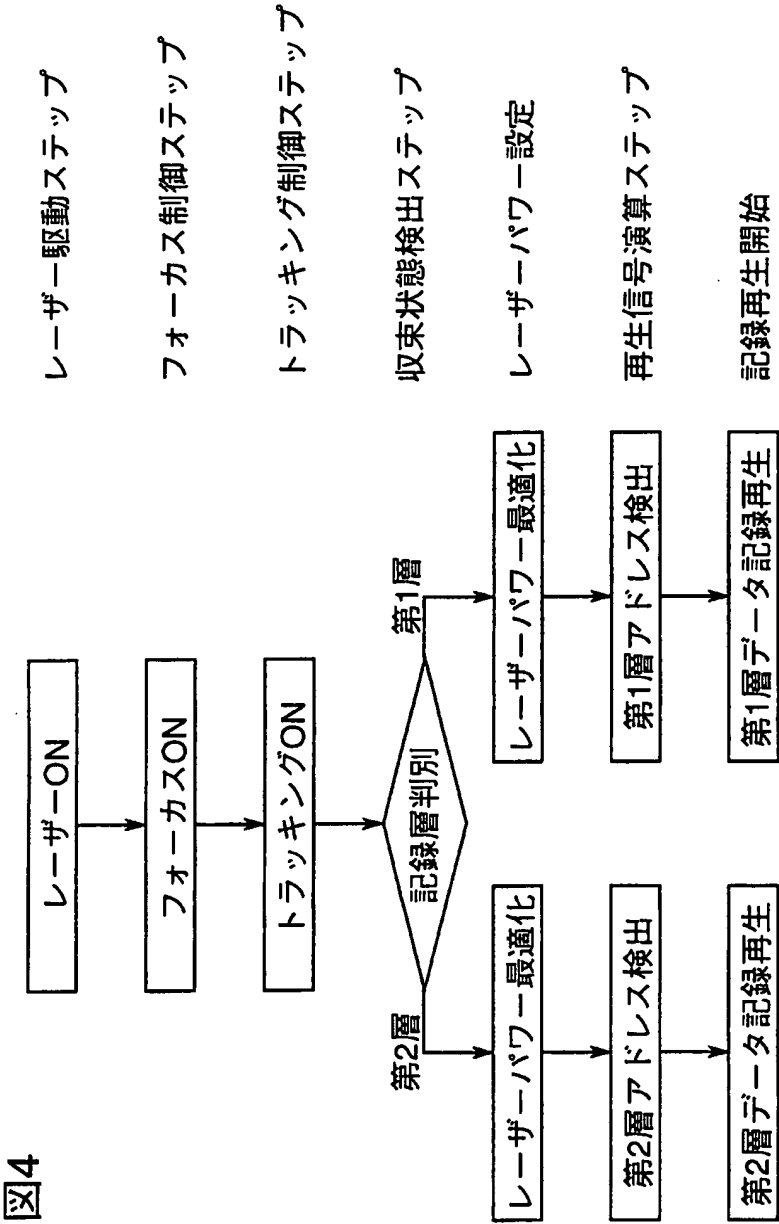 図4
レーザーON
レーザー駆動ステップ
フォーカスON
フォーカス制御ステップ
トラッキングON
トラッキング制御ステップ
記録層判別
収束状態検出ステップ
第2層
第1層
レーザーパワー最適化
レーザーパワー最適化
レーザーパワー設定
第2層アドレス検出
第1層アドレス検出
再生信号演算ステップ
第2層データ記録再生
第1層データ記録再生
記録再生開始